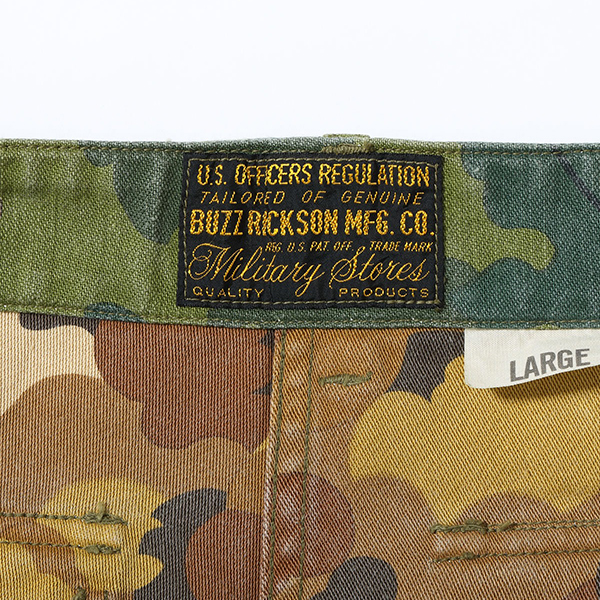 U.S. OFFICERS REGULATION
TAILORED OF GENUINE
BUZZ RICKSON MFG. CO.
REG. U.S. PAT. OFF. TRADE MARK
Military Stores
QUALITY PRODUCTS
LARGE